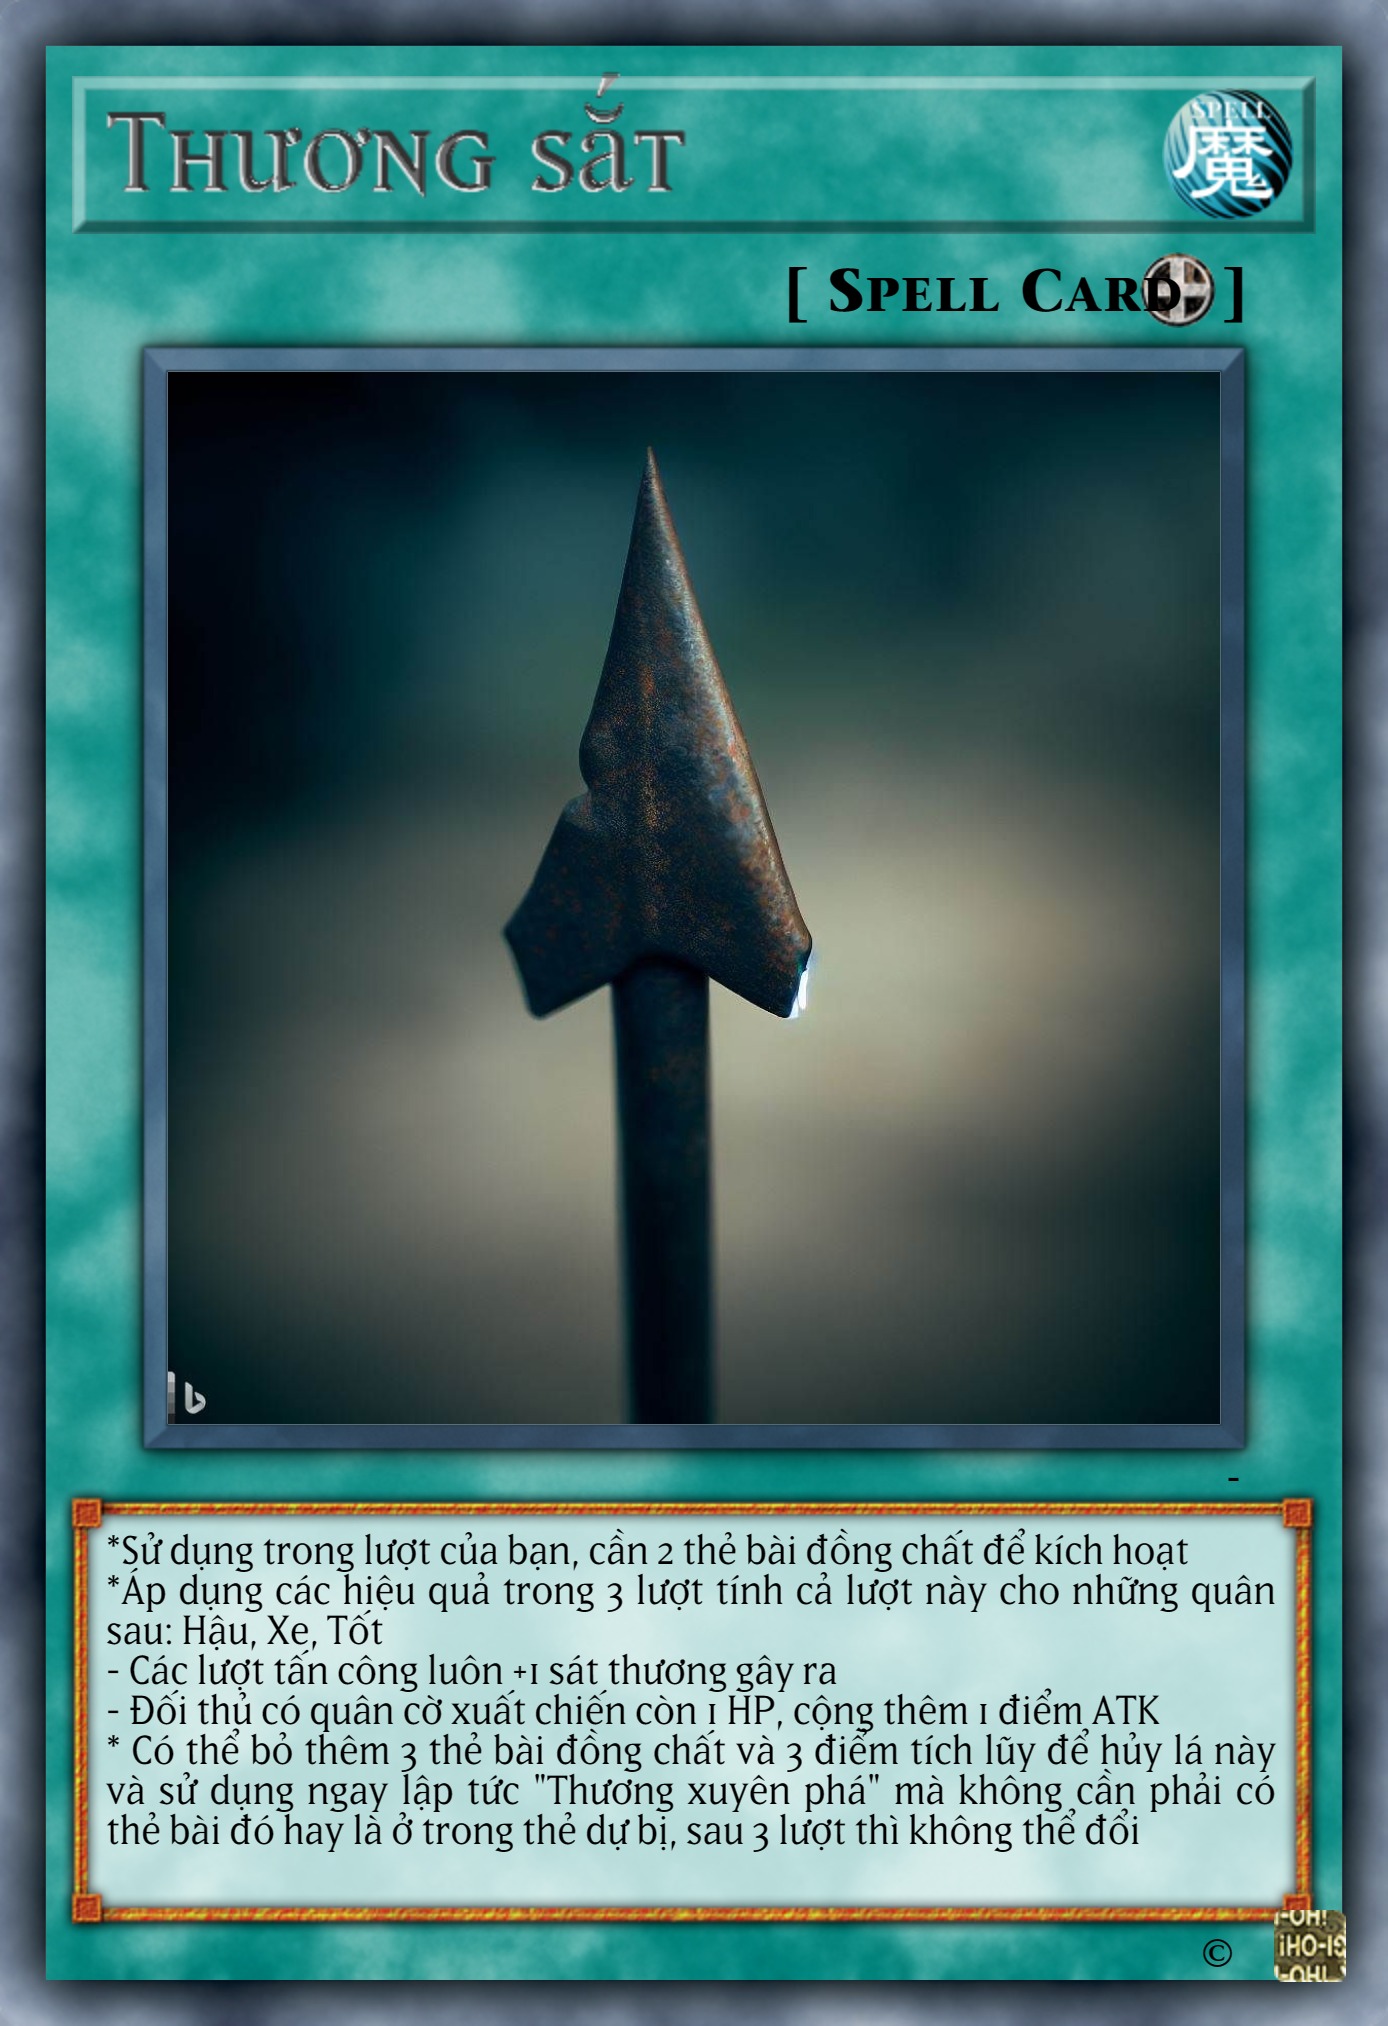 Thương sắt
SPELL
魔
[ Spell Card ]
b
-
*Sử dụng trong lượt của bạn, cần 2 thẻ bài đồng chất để kích hoạt
*Áp dụng các hiệu quả trong 3 lượt tính cả lượt này cho những quân
sau: Hậu, Xe, Tốt
- Các lượt tấn công luôn +1 sát thương gây ra
- Đối thủ có quân cờ xuất chiến còn 1 HP, cộng thêm 1 điểm ATK
* Có thể bỏ thêm 3 thẻ bài đồng chất và 3 điểm tích lũy để hủy lá này
và sử dụng ngay lập tức "Thương xuyên phá" mà không cần phải có
thẻ bài đó hay là ở trong thẻ dự bị, sau 3 lượt thì không thể đổi
©